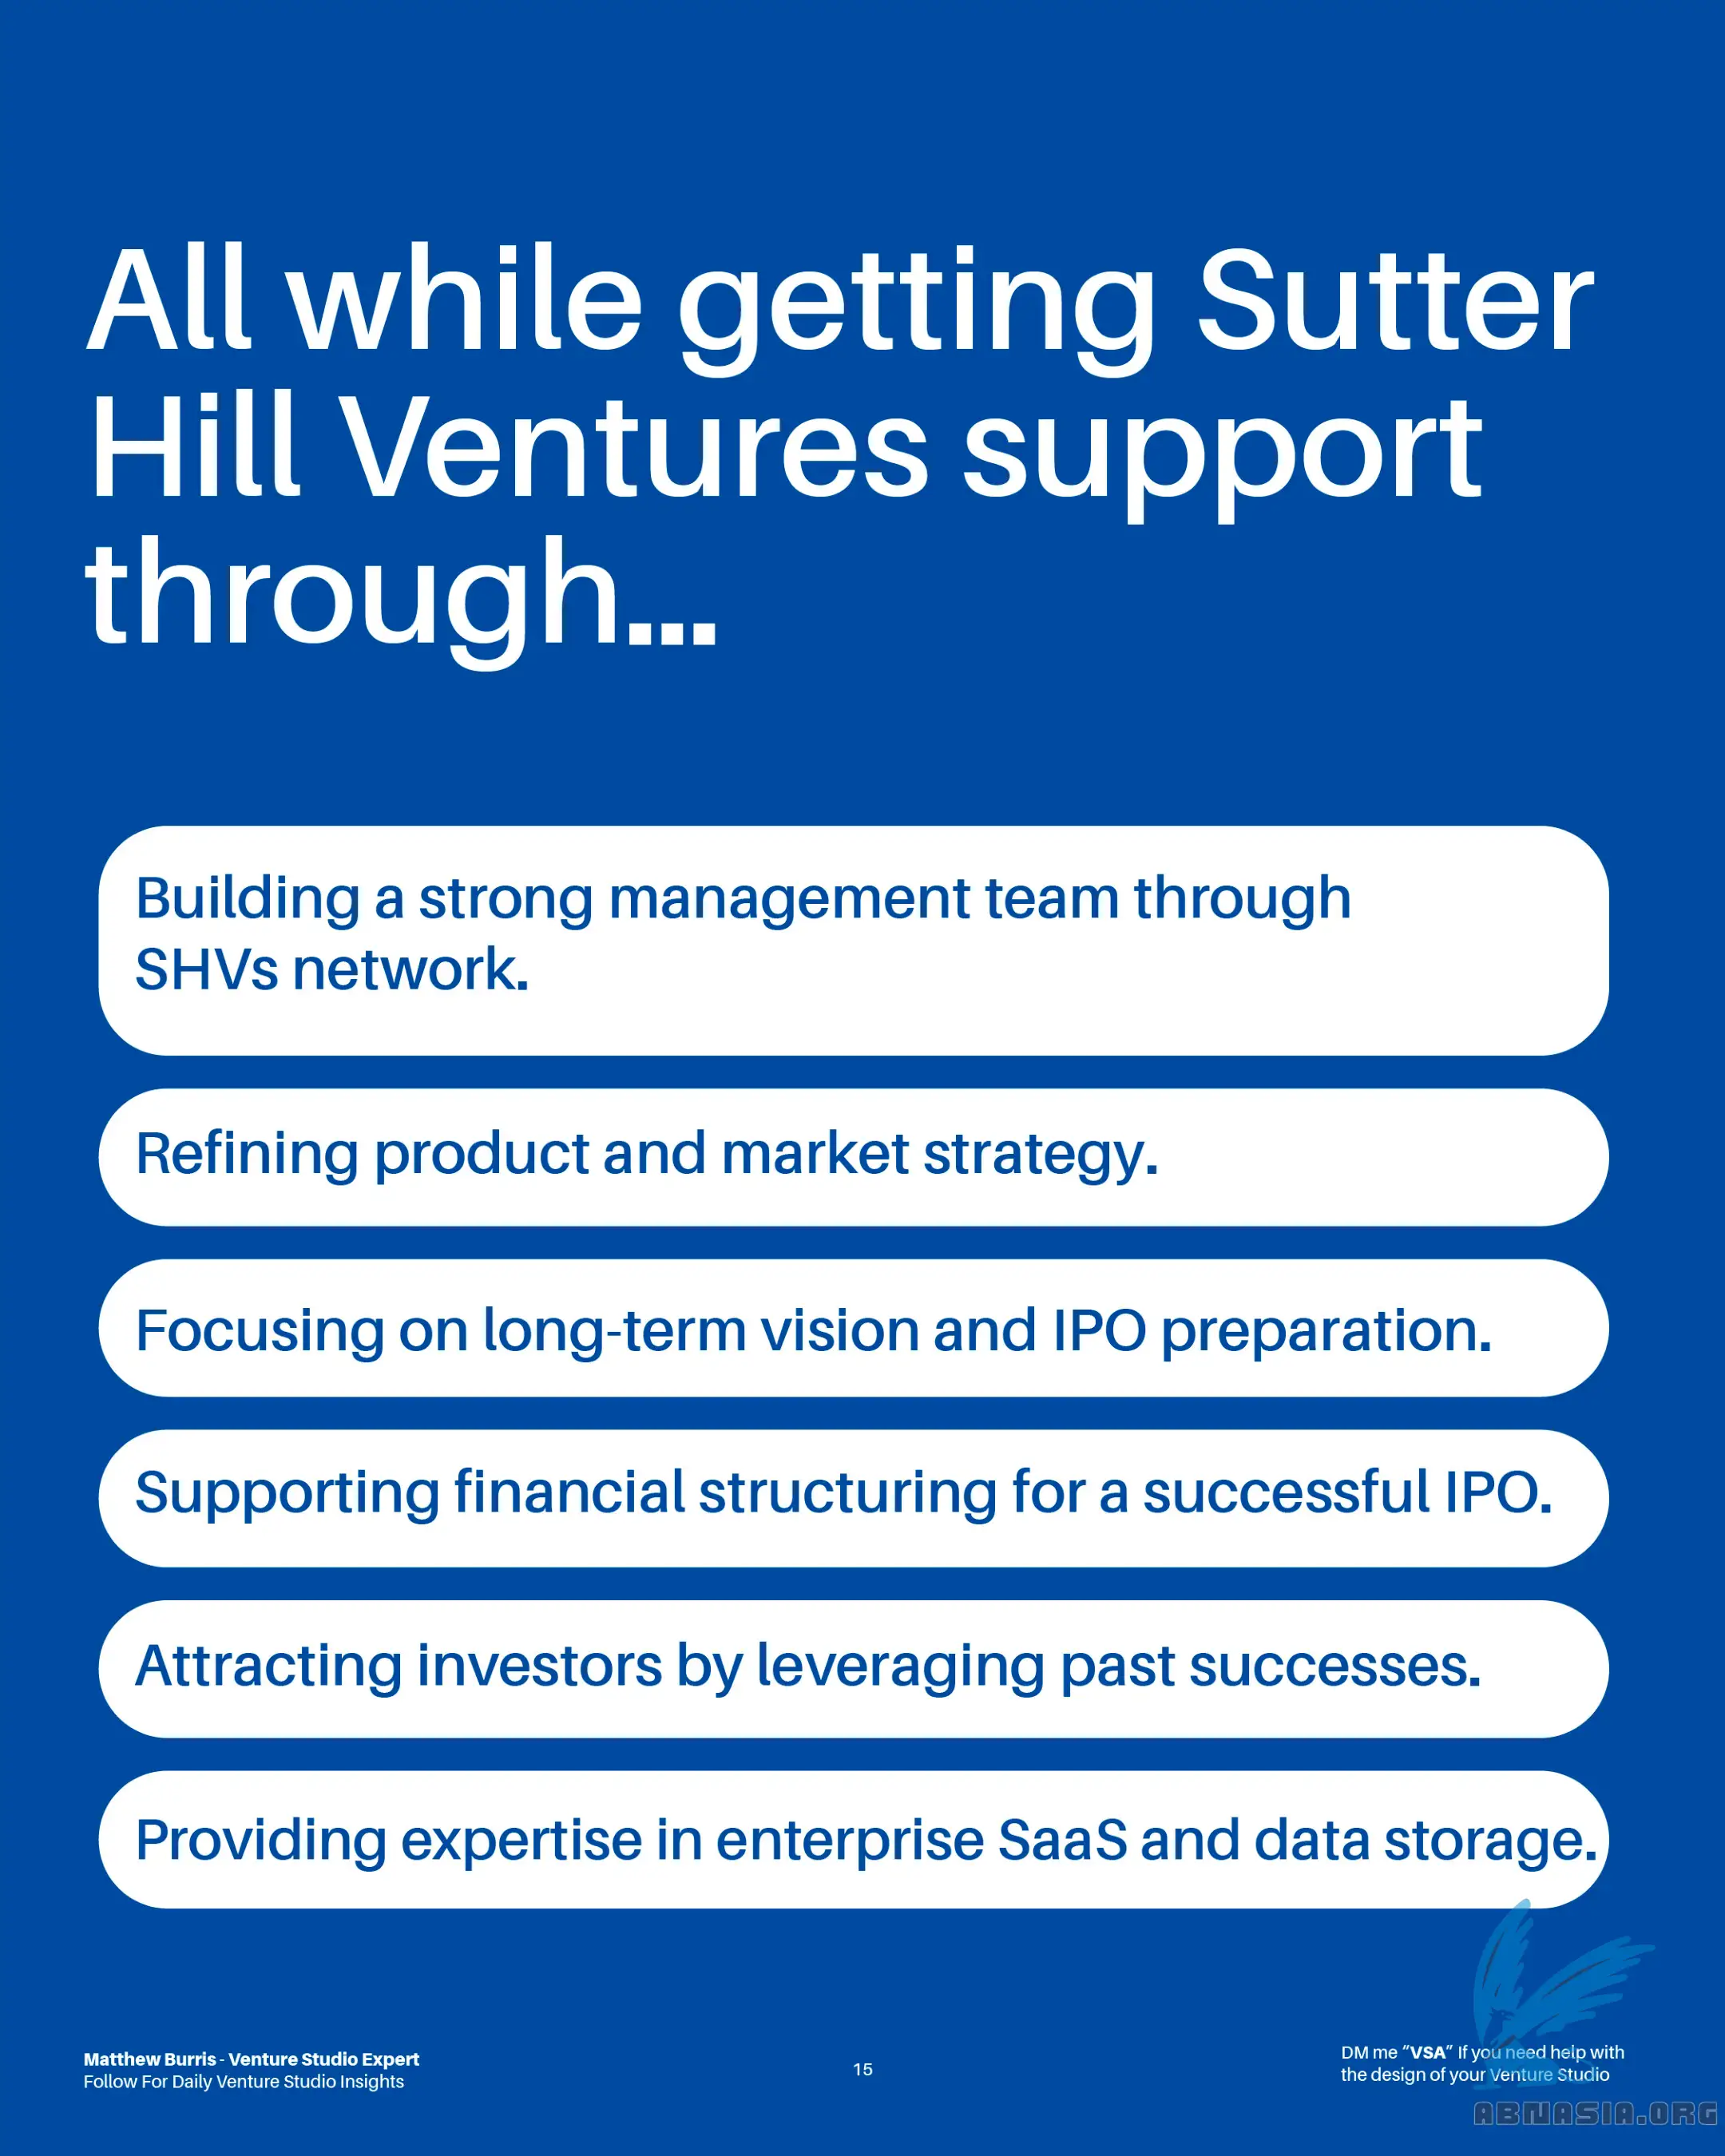 All while getting Sutter
Hill Ventures support
through...
Building a strong management team through
SHVs network.
Refining product and market strategy.
Focusing on long-term vision and IPO preparation.
Supporting financial structuring for a successful IPO.
Attracting investors by leveraging past successes.
Providing expertise in enterprise SaaS and data storage.
Matthew Burris - Venture Studio Expert
Follow For Daily Venture Studio Insights
15
DM me “VSA” If you need help with
the design of your Venture Studio
ABNASIA.ORG